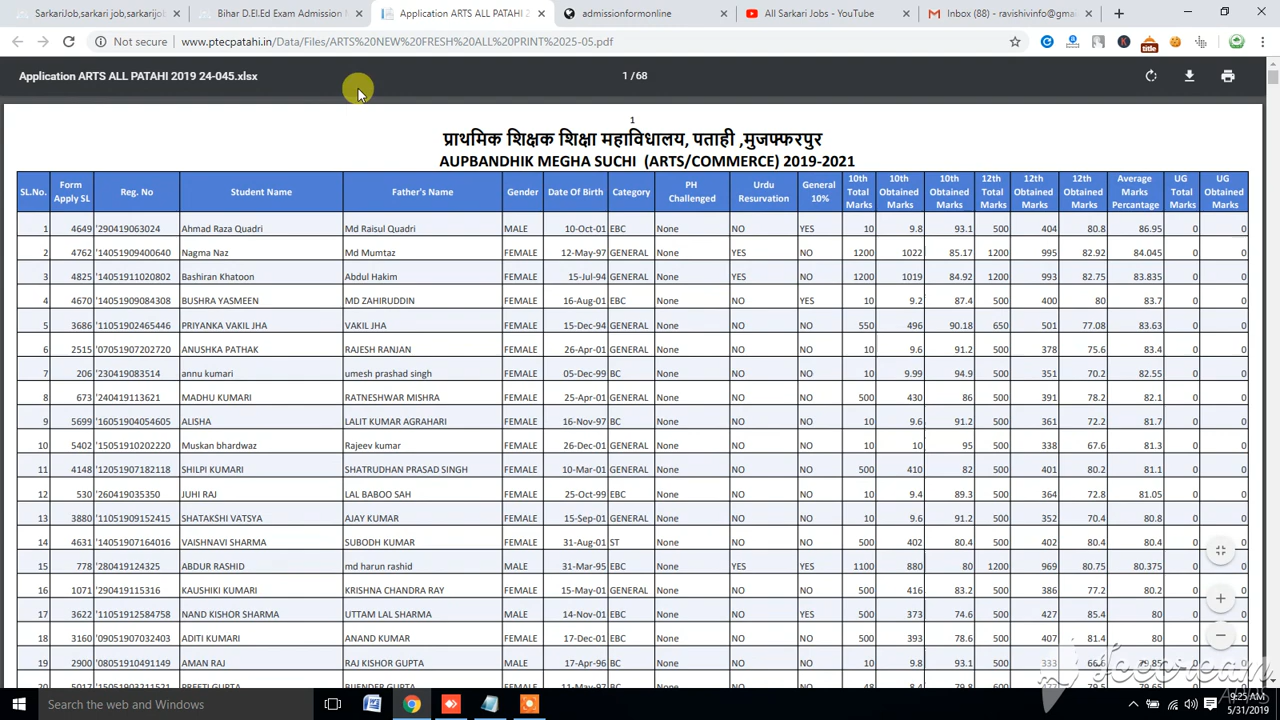 SarkariJob,sarkari job,sarkarijob
Bihar D.El.Ed Exam Admission
Application ARTS ALL PATAHI 2
admissionformonline
All Sarkari Jobs - YouTube
Inbox (88) - ravishivinfo@gmai
Not secure www.ptecpatahi.in/Data/Files/ARTS%20NEW%20FRESH%20ALL%20PRINT%2025-05.pdf
Application ARTS ALL PATAHI 2019 24-045.xlsx 1 / 68
1
प्राथमिक शिक्षक शिक्षा महाविधालय, पताही ,मुजफ्फरपुर
AUPBANDHIK MEGHA SUCHI (ARTS/COMMERCE) 2019-2021
SL.No. Form Apply SL Reg. No Student Name Father's Name Gender Date Of Birth Category PH Challenged Urdu Resurvation General 10% 10th Total Marks 10th Obtained Marks 10th Obtained Marks 12th Total Marks 12th Obtained Marks 12th Obtained Marks Average Marks Percentage UG Total Marks UG Obtained Marks
1 4649 '290419063024 Ahmad Raza Quadri Md Raisul Quadri MALE 10-Oct-01 EBC None NO YES 10 9.8 93.1 500 404 80.8 86.95 0 0
2 4762 '14051909400640 Nagma Naz Md Mumtaz FEMALE 12-May-97 GENERAL None YES NO 1200 1022 85.17 1200 995 82.92 84.045 0 0
3 4825 '14051911020802 Bashiran Khatoon Abdul Hakim FEMALE 15-Jul-94 GENERAL None YES NO 1200 1019 84.92 1200 993 82.75 83.835 0 0
4 4670 '14051909084308 BUSHRA YASMEEN MD ZAHIRUDDIN FEMALE 16-Aug-01 EBC None NO YES 10 9.2 87.4 500 400 80 83.7 0 0
5 3686 '11051902465446 PRIYANKA VAKIL JHA VAKIL JHA FEMALE 15-Dec-94 GENERAL None NO NO 550 496 90.18 650 501 77.08 83.63 0 0
6 2515 '07051907202720 ANUSHKA PATHAK RAJESH RANJAN FEMALE 26-Apr-01 GENERAL None NO NO 10 9.6 91.2 500 378 75.6 83.4 0 0
7 206 '230419083514 annu kumari umesh prashad singh FEMALE 05-Dec-99 BC None NO NO 10 9.99 94.9 500 351 70.2 82.55 0 0
8 673 '240419113621 MADHU KUMARI RATNESHWAR MISHRA FEMALE 25-Apr-01 GENERAL None NO NO 500 430 86 500 391 78.2 82.1 0 0
9 5699 '16051904054605 ALISHA LALIT KUMAR AGRAHARI FEMALE 16-Nov-97 BC None NO NO 10 9.6 91.2 500 361 72.2 81.7 0 0
10 5402 '15051910202220 Muskan bhardwaz Rajeev kumar FEMALE 26-Dec-01 GENERAL None NO NO 10 10 95 500 338 67.6 81.3 0 0
11 4148 '12051907182118 SHILPI KUMARI SHATRUDHAN PRASAD SINGH FEMALE 10-Mar-01 GENERAL None NO NO 500 410 82 500 401 80.2 81.1 0 0
12 530 '260419035350 JUHI RAJ LAL BABOO SAH FEMALE 25-Oct-99 EBC None NO NO 10 9.4 89.3 500 364 72.8 81.05 0 0
13 3880 '11051909152415 SHATAKSHI VATSYA AJAY KUMAR FEMALE 15-Sep-01 GENERAL None NO NO 10 9.6 91.2 500 352 70.4 80.8 0 0
14 4631 '14051907164016 VAISHNAVI SHARMA SUBODH KUMAR FEMALE 31-Aug-01 ST None NO NO 500 402 80.4 500 402 80.4 80.4 0 0
15 778 '280419124325 ABDUR RASHID md harun rashid MALE 31-Mar-95 EBC None YES YES 1100 880 80 1200 969 80.75 80.375 0 0
16 1071 '29041911531​6 KAUSHIKI KUMARI KRISHNA CHANDRA RAY FEMALE 15-May-01 GENERAL None NO NO 500 416 83.2 500 386 77.2 80.2 0 0
17 3622 '11051912584758 NAND KISHOR SHARMA UTTAM LAL SHARMA MALE 14-Nov-01 EBC None NO YES 500 373 74.6 500 427 85.4 80 0 0
18 3160 '09051907032403 ADITI KUMARI ANAND KUMAR FEMALE 17-Dec-01 EBC None NO NO 500 393 78.6 500 407 81.4 80 0 0
19 2900 '08051910491149 AMAN RAJ RAJ KISHOR GUPTA MALE 17-Apr-96 BC None NO NO 10 9.8 93.1 500 333 66.6 79.85 0
Icecream
APPS
Search the web and Windows
9:25 AM
5/31/2019